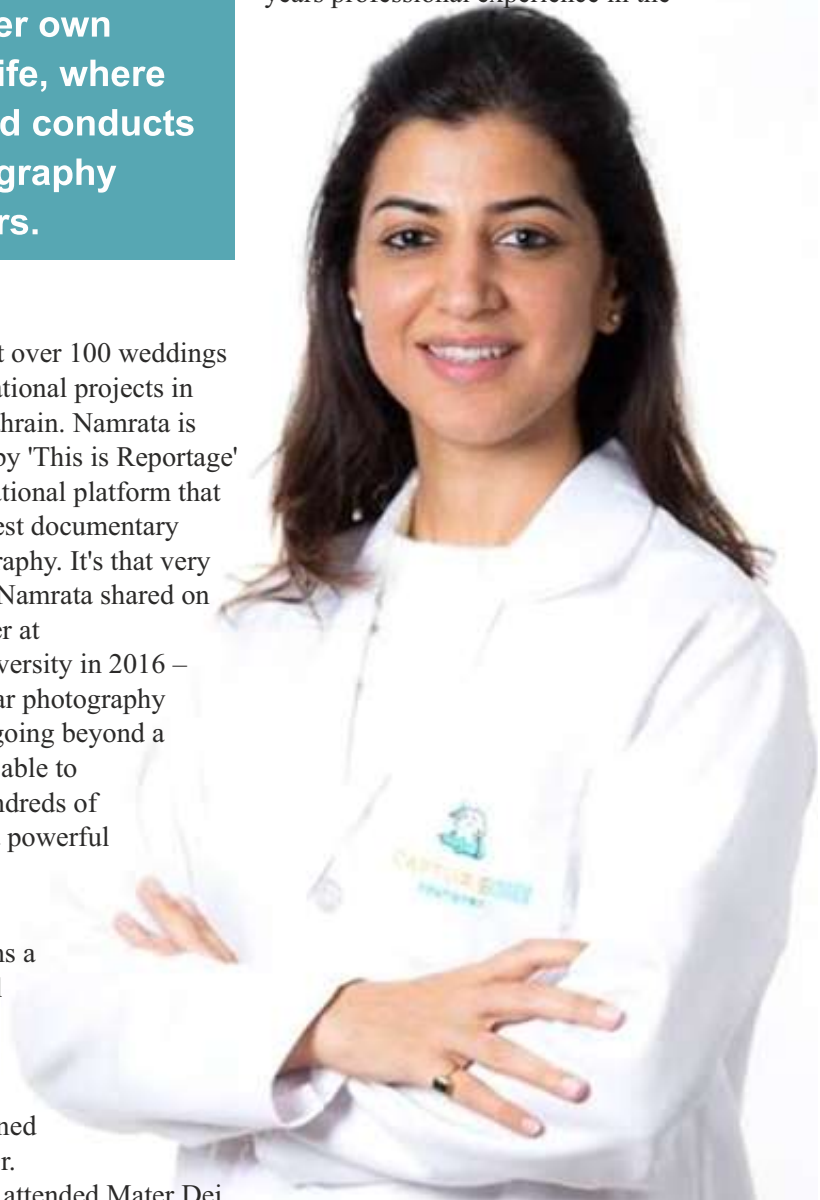 er own
ife, where
d conducts
graphy
rs.
years professional experience in the
t over 100 weddings
ational projects in
hrain. Namrata is
by 'This is Reportage'
ational platform that
est documentary
raphy. It's that very
Namrata shared on
er at
versity in 2016 –
ar photography
going beyond a
able to
ndreds of
powerful
ns a
ned
r.
attended Mater Dei